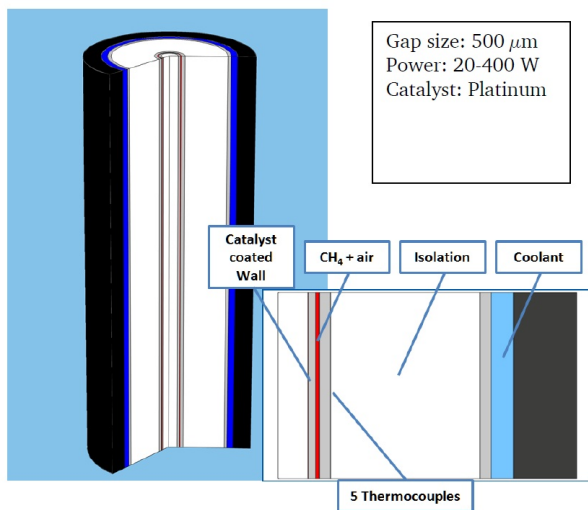 Gap size: 500 μm
Power: 20-400 W
Catalyst: Platinum
Catalyst
coated
Wall
CH₄ + air
Isolation
Coolant
5 Thermocouples